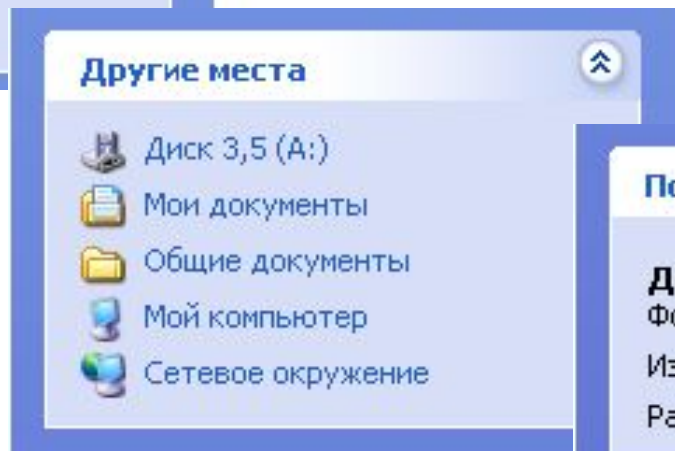 Другие места
Диск 3,5 (A:)
Мои документы
Общие документы
Мой компьютер
Сетевое окружение